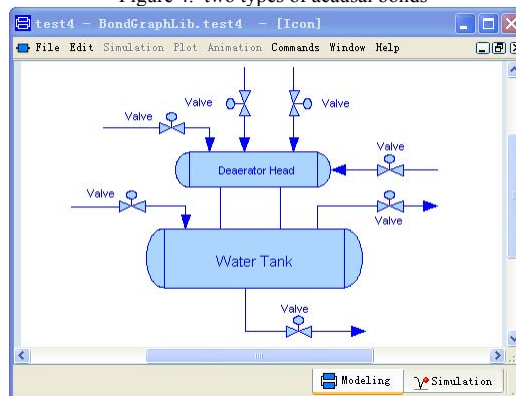 Figure 4. two types of acausal bonds
test4 - BondGraphLib.test4 - [Icon]
File Edit Simulation Plot Animation Commands Window Help
Valve
Valve
Valve
Valve
Deaerator Head
Valve
Valve
Water Tank
Valve
Modeling
Simulation